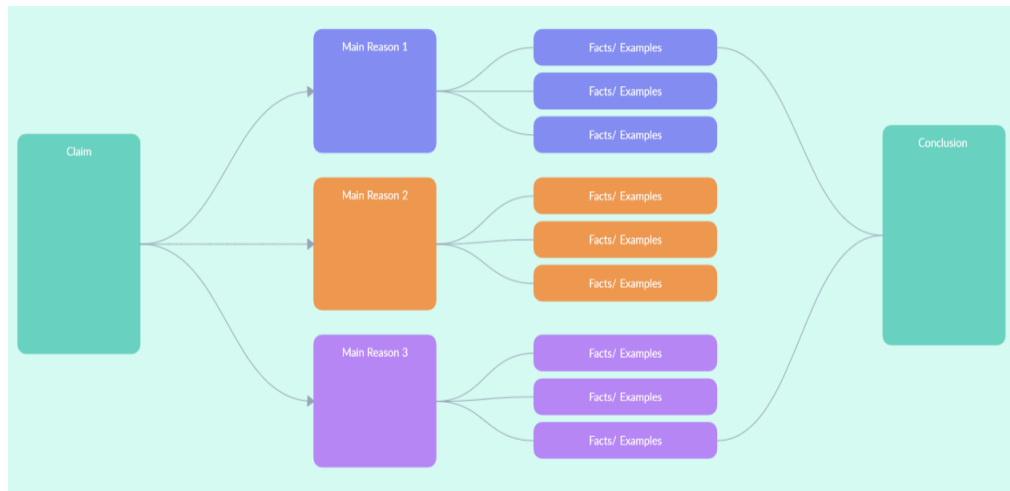 Claim
Main Reason 1
Facts/ Examples
Facts/ Examples
Facts/ Examples
Main Reason 2
Facts/ Examples
Facts/ Examples
Facts/ Examples
Main Reason 3
Facts/ Examples
Facts/ Examples
Facts/ Examples
Conclusion